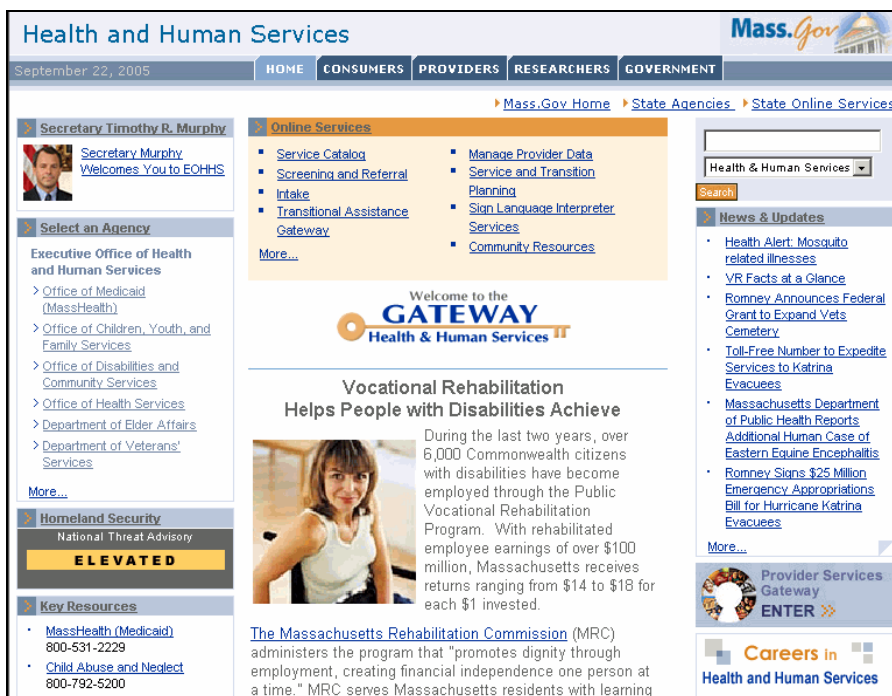 Health and Human Services
Mass.Gov
September 22, 2005
HOME
CONSUMERS
PROVIDERS
RESEARCHERS
GOVERNMENT
Mass.Gov Home
State Agencies
State Online Services
Secretary Timothy R. Murphy
Secretary Murphy
Welcomes You to EOHHS
Select an Agency
Executive Office of Health
and Human Services
Office of Medicaid
(MassHealth)
Office of Children, Youth, and
Family Services
Office of Disabilities and
Community Services
Office of Health Services
Department of Elder Affairs
Department of Veterans'
Services
More...
Homeland Security
National Threat Advisory
ELEVATED
Key Resources
MassHealth (Medicaid)
800-531-2229
Child Abuse and Neglect
800-792-5200
Online Services
Service Catalog
Screening and Referral
Intake
Transitional Assistance
Gateway
More...
Manage Provider Data
Service and Transition
Planning
Sign Language Interpreter
Services
Community Resources
Welcome to the
GATEWAY
Health & Human Services
Vocational Rehabilitation
Helps People with Disabilities Achieve
During the last two years, over
6,000 Commonwealth citizens
with disabilities have become
employed through the Public
Vocational Rehabilitation
Program. With rehabilitated
employee earnings of over $100
million, Massachusetts receives
returns ranging from $14 to $18 for
each $1 invested.
The Massachusetts Rehabilitation Commission (MRC)
administers the program that "promotes dignity through
employment, creating financial independence one person at
a time." MRC serves Massachusetts residents with learning
Health & Human Services
Search
News & Updates
Health Alert: Mosquito
related illnesses
VR Facts at a Glance
Romney Announces Federal
Grant to Expand Vets
Cemetery
Toll-Free Number to Expedite
Services to Katrina
Evacuees
Massachusetts Department
of Public Health Reports
Additional Human Case of
Eastern Equine Encephalitis
Romney Signs $25 Million
Emergency Appropriations
Bill for Hurricane Katrina
Evacuees
More...
Provider Services
Gateway
ENTER
Careers in
Health and Human Services